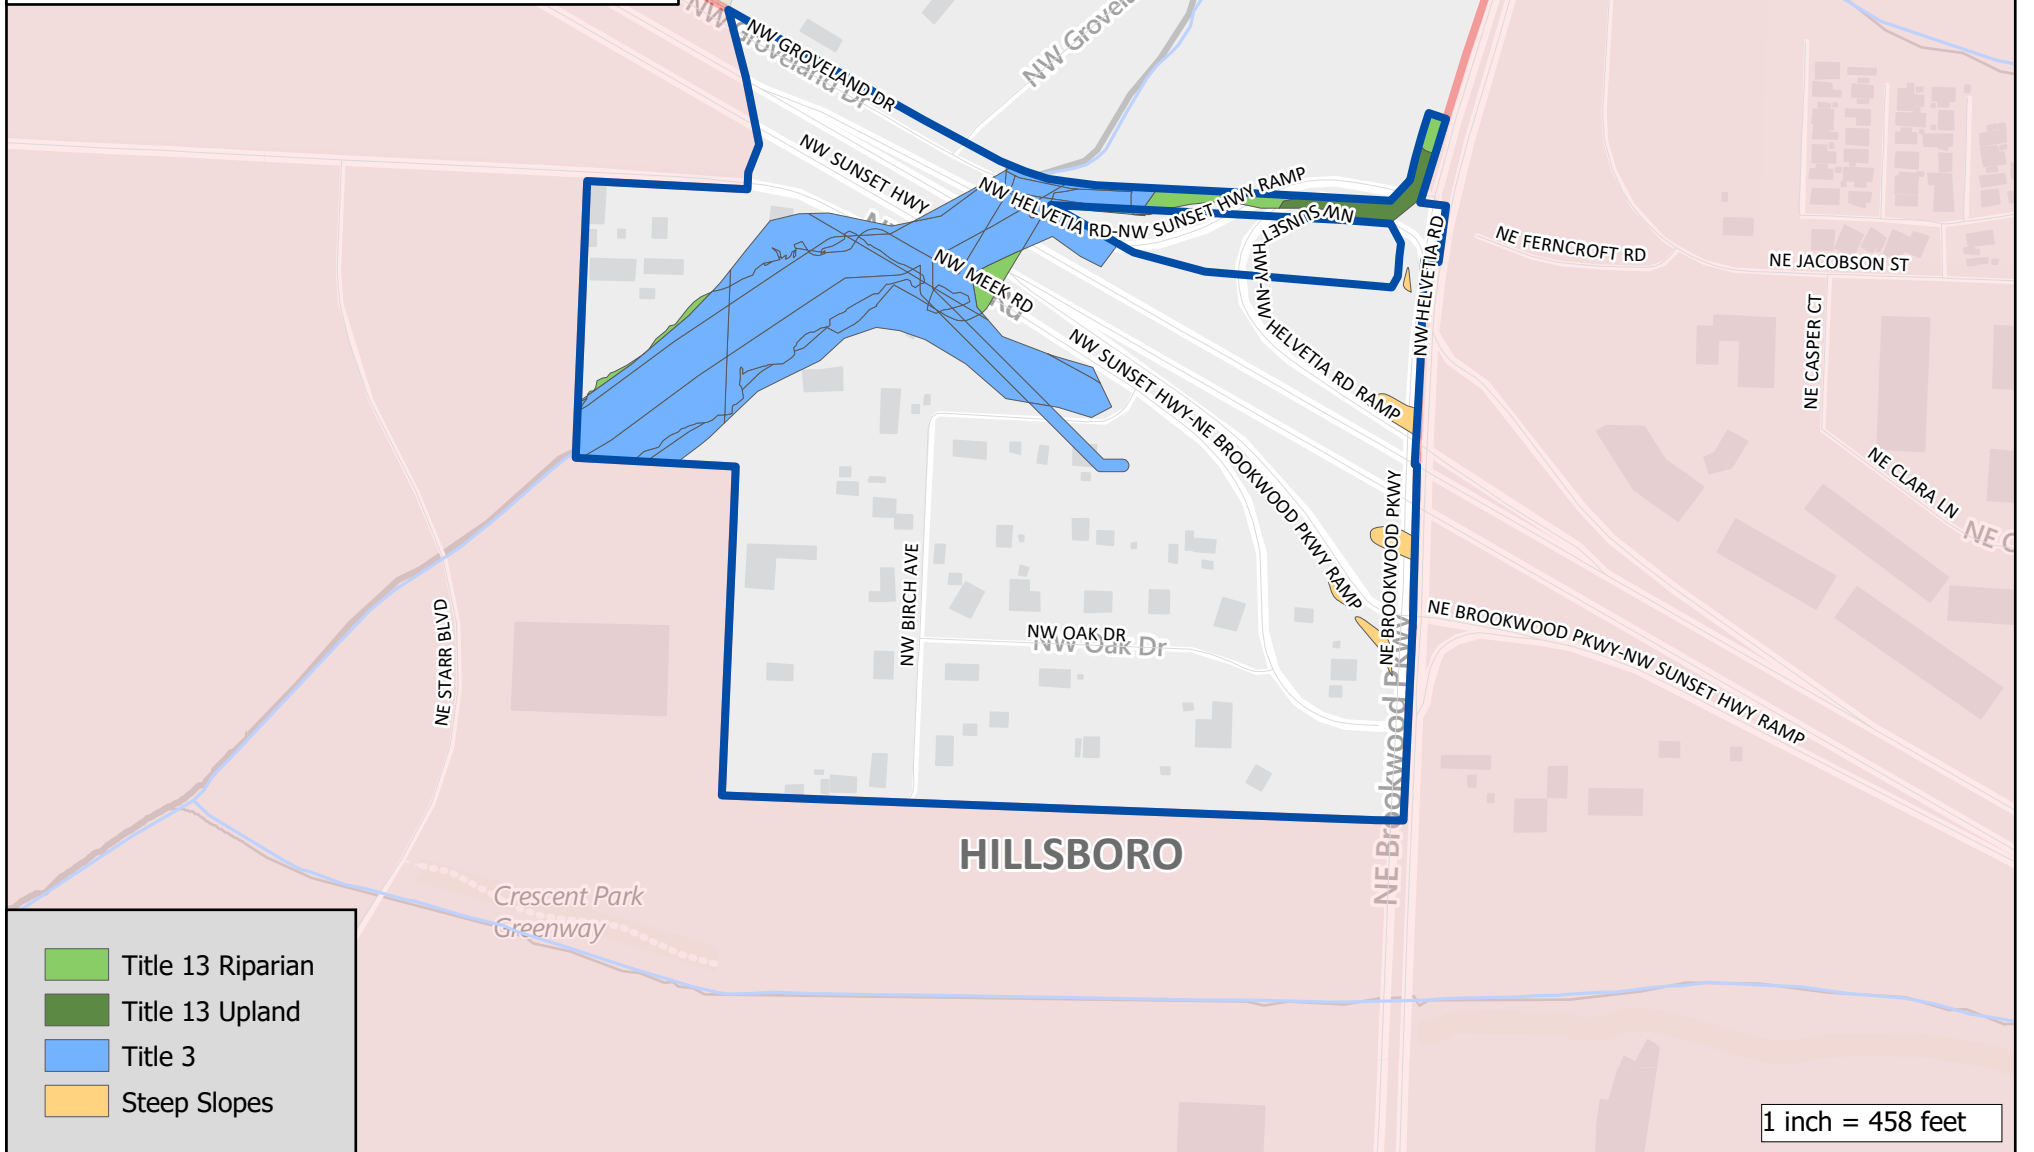 NW Groveland Dr
NW GROVELAND DR
NW Grovela
NW SUNSET HWY
NW HELVETIA RD-NW SUNSET HWY RAMP
NW SUNSET
HWY-NW HELVETIA RD RAMP
NW HELVETIA RD
NE FERNCROFT RD
NE JACOBSON ST
NW MEEK RD
Rd
NE CASPER CT
NW SUNSET HWY-NE BROOKWOOD PKWY RAMP
NE CLARA LN
NE C
NE BROOKWOOD PKWY
NW BIRCH AVE
NE STARR BLVD
NW OAK DR
NW Oak Dr
NE BROOKWOOD PKWY-NW SUNSET HWY RAMP
NE Brookwood Pkwy
HILLSBORO
Crescent Park
Greenway
Title 13 Riparian
Title 13 Upland
Title 3
Steep Slopes
1 inch = 458 feet